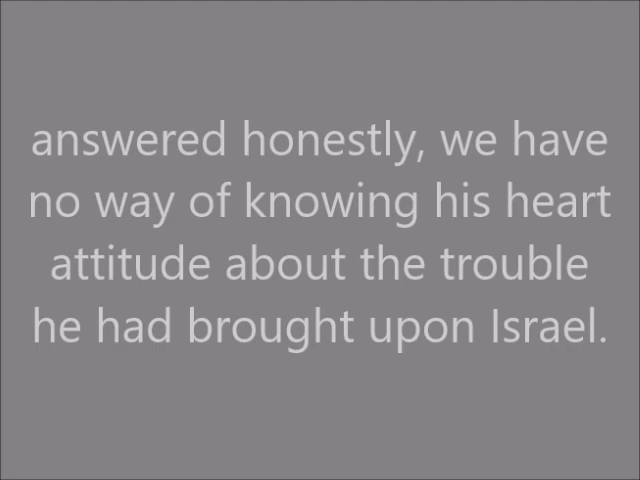 answered honestly, we have
no way of knowing his heart
attitude about the trouble
he had brought upon Israel.